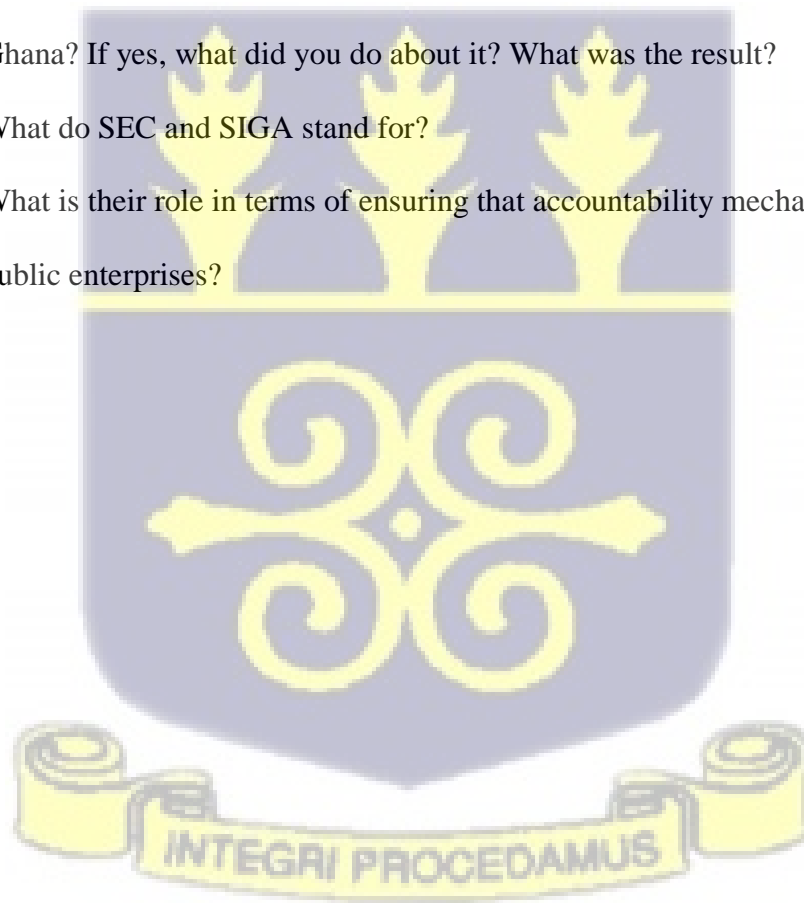 Ghana? If yes, what did you do about it? What was the result?
What do SEC and SIGA stand for?
What is their role in terms of ensuring that accountability
ublic enterprises?
INTEGRI PROCEDAMUS